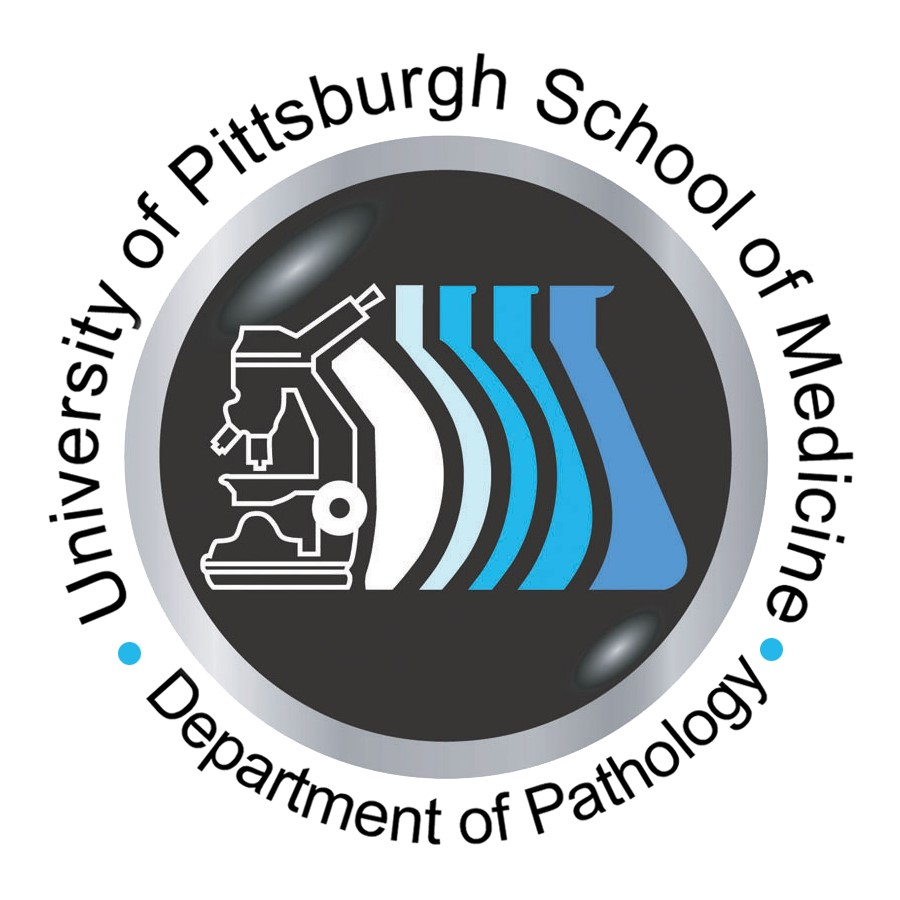 University of Pittsburgh School of Medicine
Department of Pathology